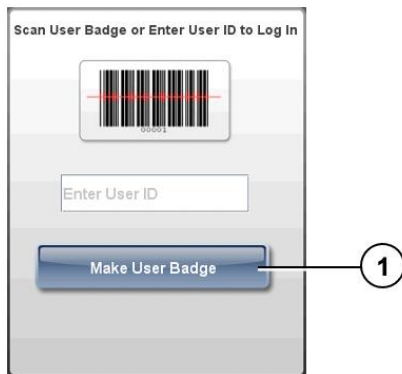 Scan User Badge or Enter User ID to Log In
00001
Enter User ID
Make User Badge
1